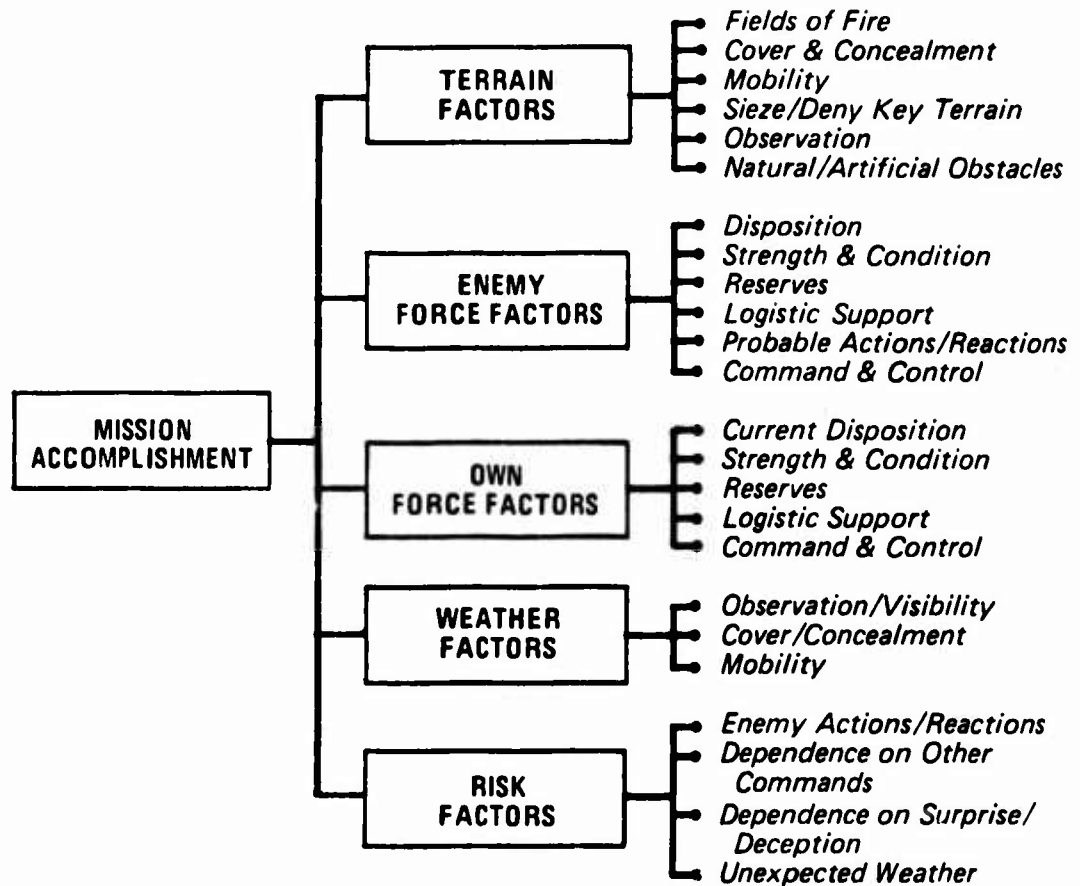 TERRAIN
FACTORS
Fields of Fire
Cover & Concealment
Mobility
Sieze/Deny Key Terrain
Observation
Natural/Artificial Obstacles
ENEMY
FORCE FACTORS
Disposition
Strength & Condition
Reserves
Logistic Support
Probable Actions/Reactions
Command & Control
MISSION
ACCOMPLISHMENT
OWN
FORCE FACTORS
Current Disposition
Strength & Condition
Reserves
Logistic Support
Command & Control
WEATHER
FACTORS
Observation/Visibility
Cover/Concealment
Mobility
RISK
FACTORS
Enemy Actions/Reactions
Dependence on Other
Commands
Dependence on Surprise/
Deception
Unexpected Weather